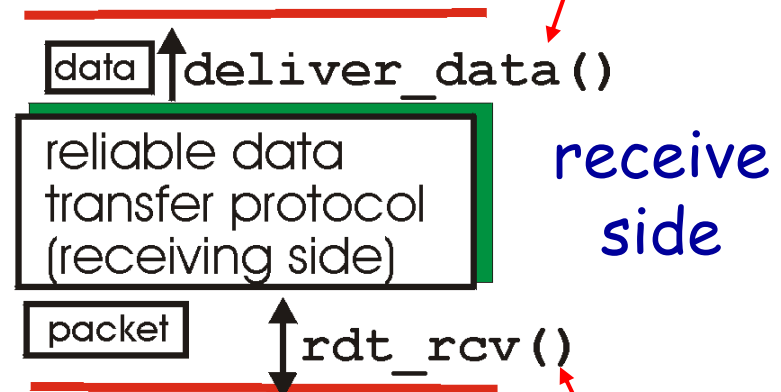 data deliver_data()
reliable data
transfer protocol
(receiving side)
receive
side
packet
rdt_rcv()